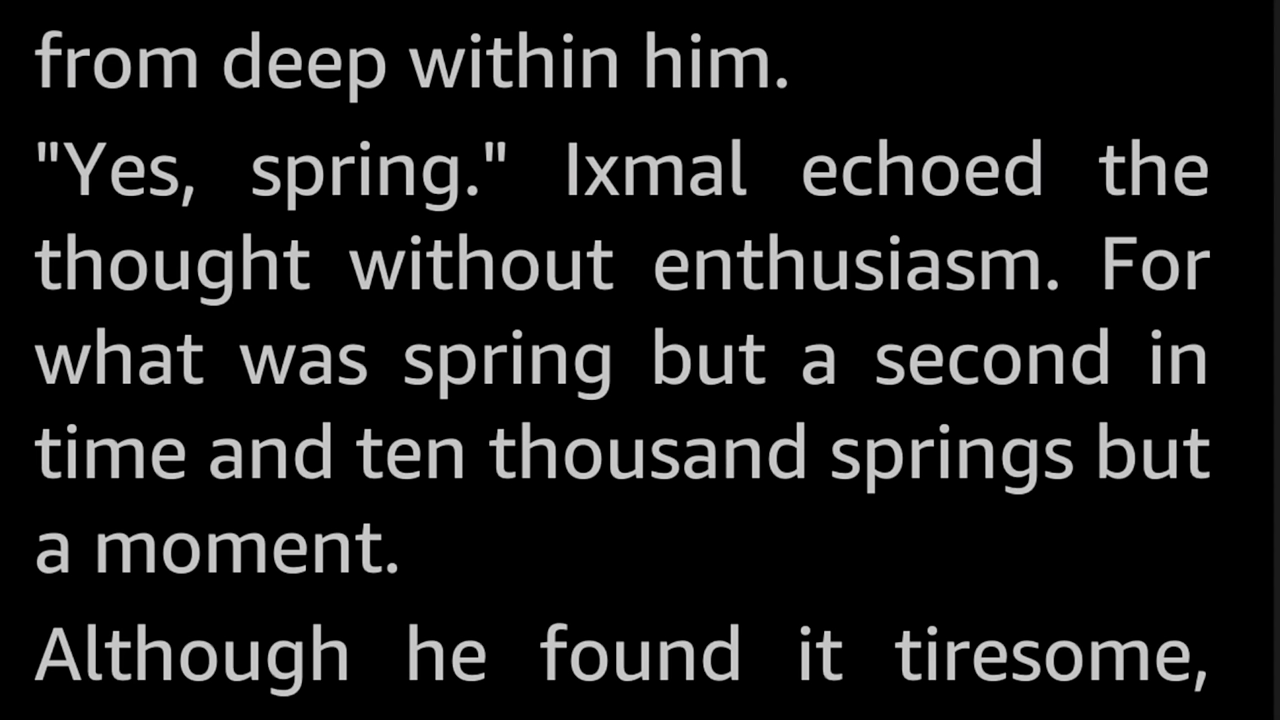 from deep within him.
"Yes, spring." Ixmal echoed the
thought without enthusiasm. For
what was spring but a second in
time and ten thousand springs but
a moment.
Although he found it tiresome,